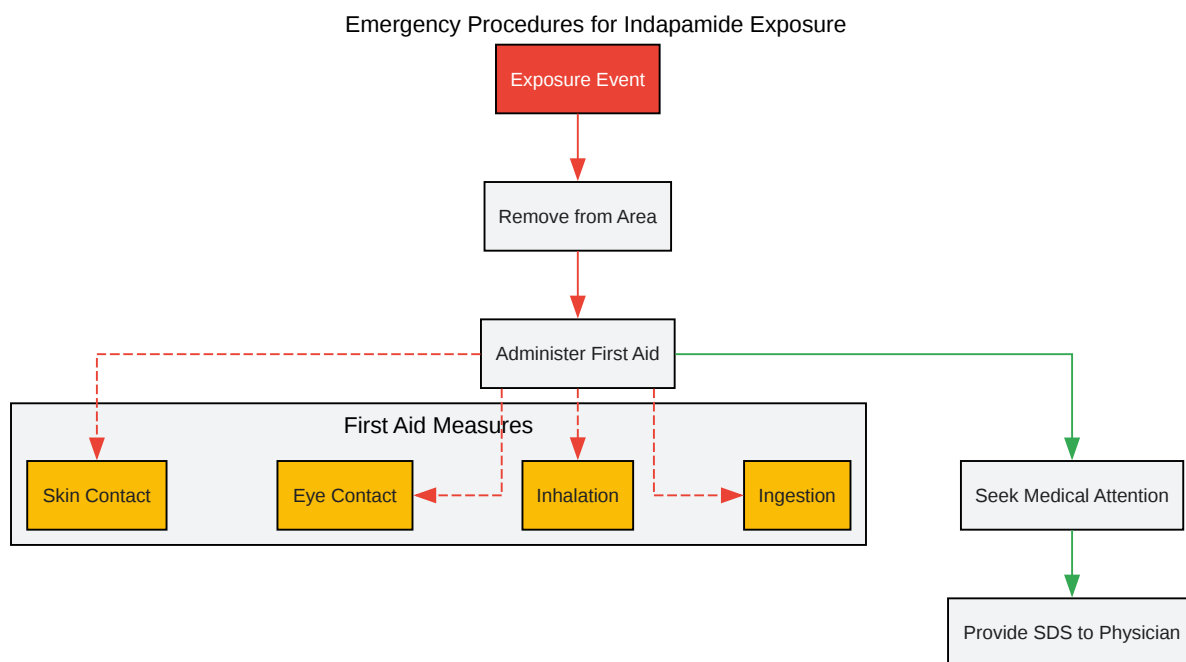 Emergency Procedures for Indapamide Exposure
Exposure Event
Remove from Area
Administer First Aid
First Aid Measures
Skin Contact
Eye Contact
Inhalation
Ingestion
Seek Medical Attention
Provide SDS to Physician